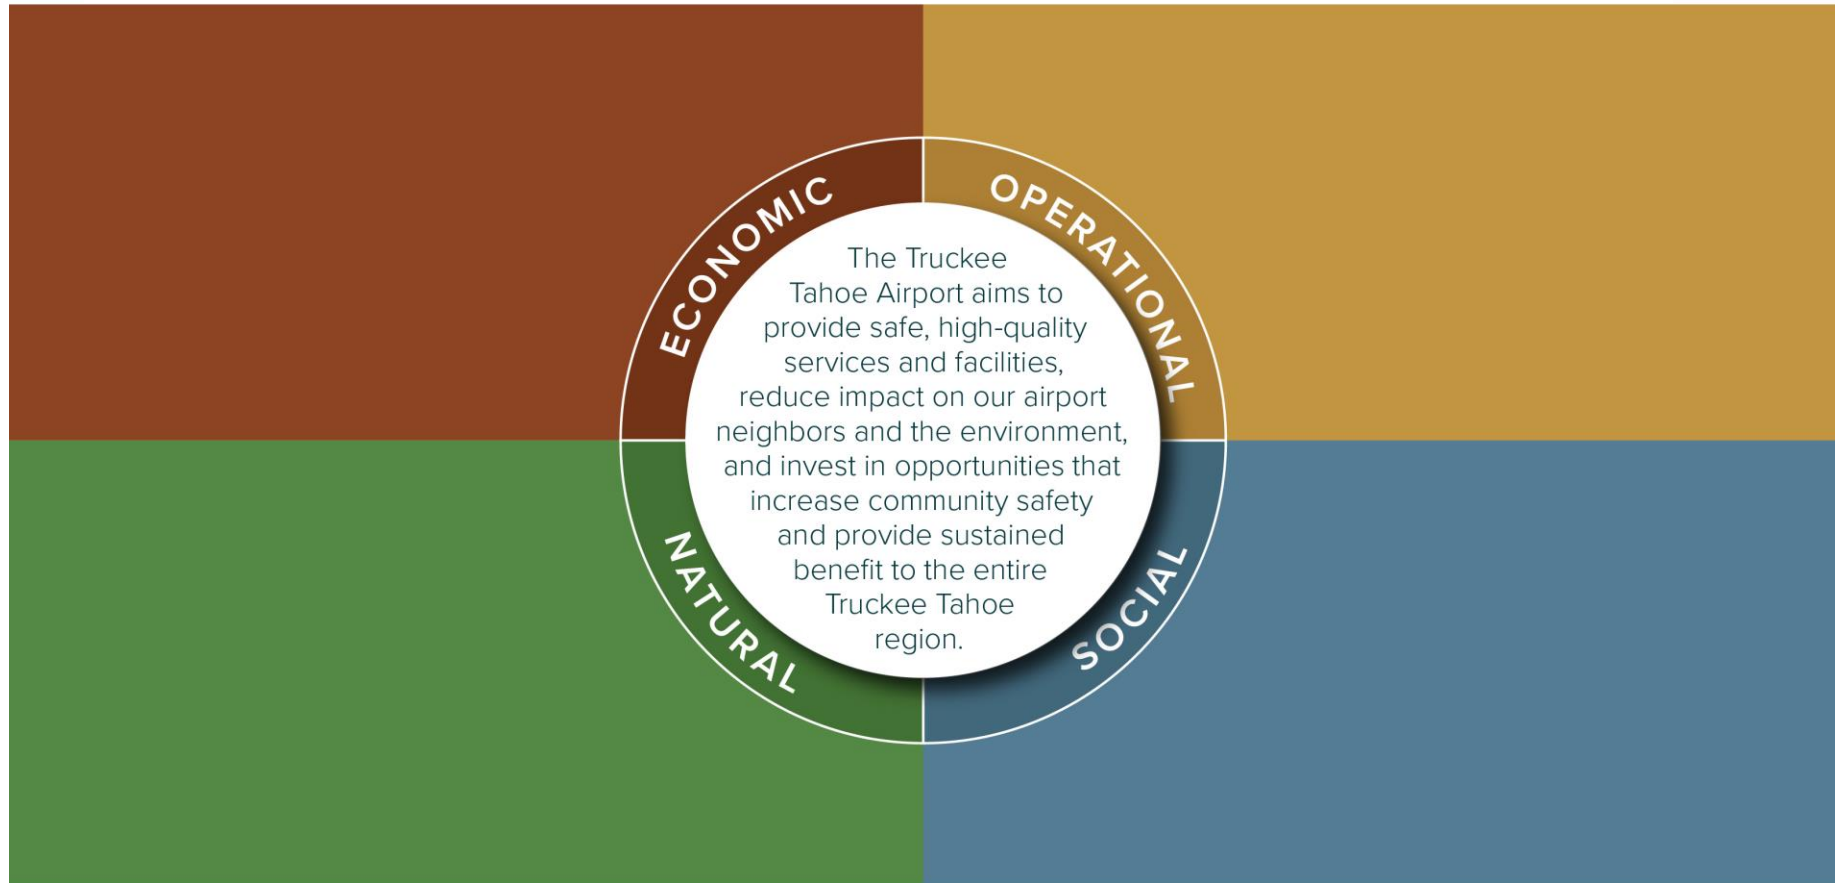 ECONOMIC
OPERATIONAL
The Truckee
Tahoe Airport aims to
provide safe, high-quality
services and facilities,
reduce impact on our airport
neighbors and the environment,
and invest in opportunities that
increase community safety
and provide sustained
benefit to the entire
Truckee Tahoe
region.
NATURAL
SOCIAL